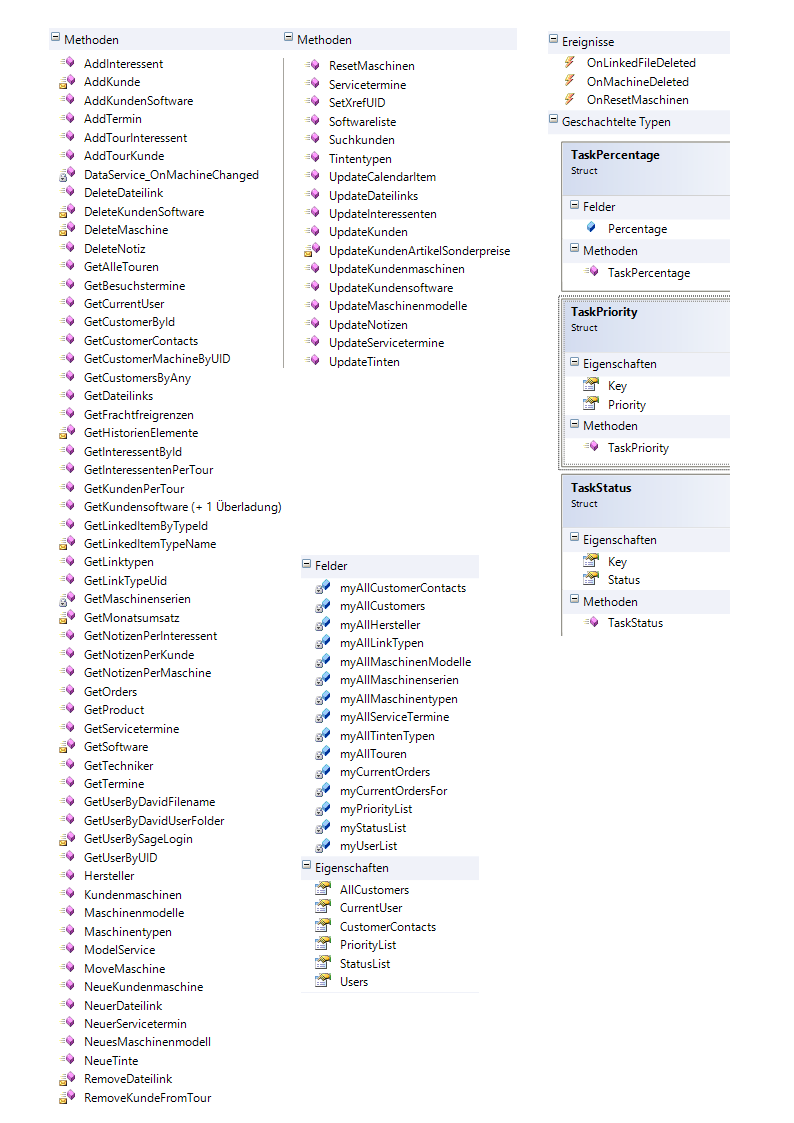 Methoden
AddInteressent
AddKunde
AddKundenSoftware
AddTermin
AddTourInteressent
AddTourKunde
DataService_OnMachineChanged
DeleteDateilink
DeleteKundenSoftware
DeleteMaschine
DeleteNotiz
GetAlleTouren
GetBesuchstermine
GetCurrentUser
GetCustomerById
GetCustomerContacts
GetCustomerMachineByUID
GetCustomersByAny
GetDateilinks
GetFrachtfreigrenzen
GetHistorienElemente
GetInteressentById
GetInteressentenPerTour
GetKundenPerTour
GetKundensoftware (+ 1 Überladung)
GetLinkedItemByTypeId
GetLinkedItemTypeName
GetLinktypen
GetLinkTypeUid
GetMaschinenserien
GetMonatsumsatz
GetNotizenPerInteressent
GetNotizenPerKunde
GetNotizenPerMaschine
GetOrders
GetProduct
GetServicetermine
GetSoftware
GetTechniker
GetTermine
GetUserByDavidFilename
GetUserByDavidUserFolder
GetUserBySageLogin
GetUserByUID
Hersteller
Kundenmaschinen
Maschinenmodelle
Maschinentypen
ModelService
MoveMaschine
NeueKundenmaschine
NeuerDateilink
NeuerServicetermin
NeuesMaschinenmodell
NeueTinte
RemoveDateilink
RemoveKundeFromTour
Methoden
ResetMaschinen
Servicetermine
SetXrefUID
Softwareliste
Suchkunden
Tintentypen
UpdateCalendarItem
UpdateDateilinks
UpdateInteressenten
UpdateKunden
UpdateKundenArtikelSonderpreise
UpdateKundenmaschinen
UpdateKundensoftware
UpdateMaschinenmodelle
UpdateNotizen
UpdateServicetermine
UpdateTinten
Felder
myAllCustomerContacts
myAllCustomers
myAllHersteller
myAllLinkTypen
myAllMaschinenModelle
myAllMaschinenserien
myAllMaschinentypen
myAllServiceTermine
myAllTintenTypen
myAllTouren
myCurrentOrders
myCurrentOrdersFor
myPriorityList
myStatusList
myUserList
Eigenschaften
AllCustomers
CurrentUser
CustomerContacts
PriorityList
StatusList
Users
Ereignisse
OnLinkedFileDeleted
OnMachineDeleted
OnResetMaschinen
Geschachtelte Typen
TaskPercentage
Struct
Felder
Percentage
Methoden
TaskPercentage
TaskPriority
Struct
Eigenschaften
Key
Priority
Methoden
TaskPriority
TaskStatus
Struct
Eigenschaften
Key
Status
Methoden
TaskStatus